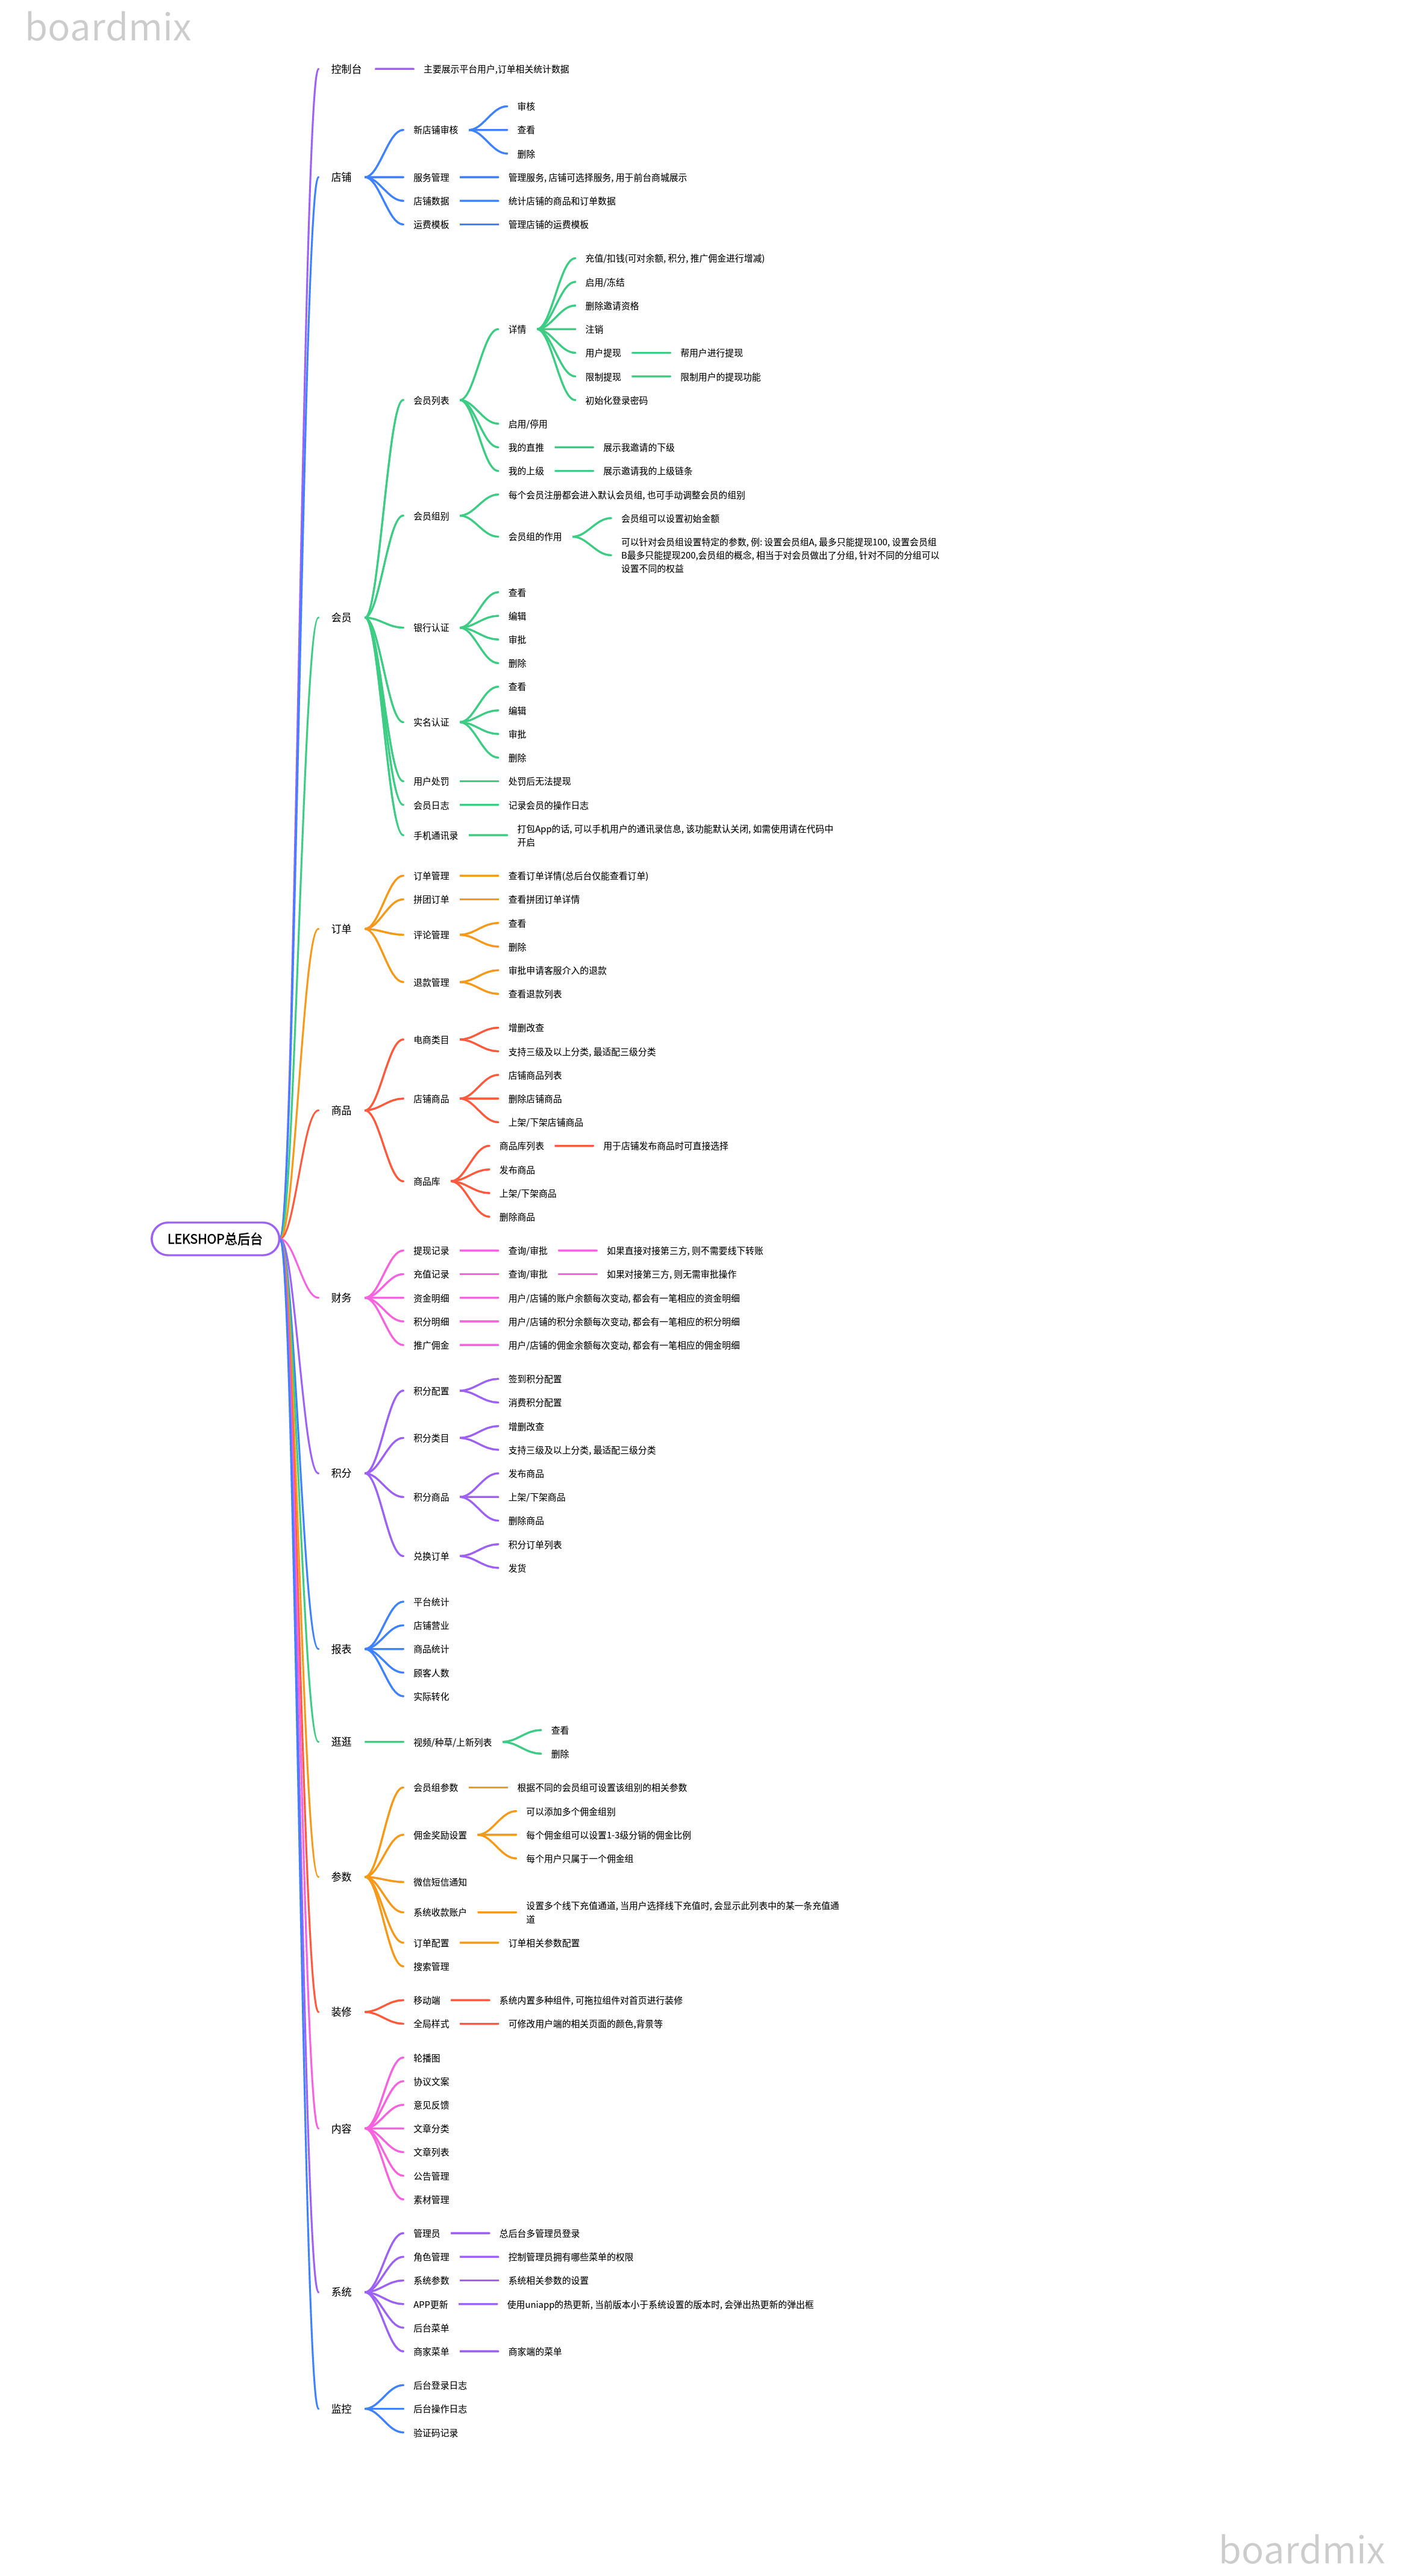 boardmix
LEKSHOP总后台
控制台
主要展示平台用户,订单相关统计数据
店铺
新店铺审核
审核
查看
删除
服务管理
管理服务, 店铺可选择服务, 用于前台商城展示
店铺数据
统计店铺的商品和订单数据
运费模板
管理店铺的运费模板
会员
会员列表
详情
充值/扣钱(可对余额, 积分, 推广佣金进行增减)
启用/冻结
删除邀请资格
注销
用户提现
帮用户进行提现
限制提现
限制用户的提现功能
初始化登录密码
启用/停用
我的直推
展示我邀请的下级
我的上级
展示邀请我的上级链条
会员组别
每个会员注册都会进入默认会员组, 也可手动调整会员的组别
会员组的作用
会员组可以设置初始金额
可以针对会员组设置特定的参数, 例: 设置会员组A, 最多只能提现100, 设置会员组
B最多只能提现200,会员组的概念, 相当于对会员做出了分组, 针对不同的分组可以
设置不同的权益
银行认证
查看
编辑
审批
删除
实名认证
查看
编辑
审批
删除
用户处罚
处罚后无法提现
会员日志
记录会员的操作日志
手机通讯录
打包App的话, 可以手机用户的通讯录信息, 该功能默认关闭, 如需使用请在代码中
开启
订单
订单管理
查看订单详情(总后台仅能查看订单)
拼团订单
查看拼团订单详情
评论管理
查看
删除
退款管理
审批申请客服介入的退款
查看退款列表
商品
电商类目
增删改查
支持三级及以上分类, 最适配三级分类
店铺商品
店铺商品列表
删除店铺商品
上架/下架店铺商品
商品库
商品库列表
用于店铺发布商品时可直接选择
发布商品
上架/下架商品
删除商品
财务
提现记录
查询/审批
如果直接对接第三方, 则不需要线下转账
充值记录
查询/审批
如果对接第三方, 则无需审批操作
资金明细
用户/店铺的账户余额每次变动, 都会有一笔相应的资金明细
积分明细
用户/店铺的积分余额每次变动, 都会有一笔相应的积分明细
推广佣金
用户/店铺的佣金余额每次变动, 都会有一笔相应的佣金明细
积分
积分配置
签到积分配置
消费积分配置
积分类目
增删改查
支持三级及以上分类, 最适配三级分类
积分商品
发布商品
上架/下架商品
删除商品
兑换订单
积分订单列表
发货
报表
平台统计
店铺营业
商品统计
顾客人数
实际转化
逛逛
视频/种草/上新列表
查看
删除
参数
会员组参数
根据不同的会员组可设置该组别的相关参数
佣金奖励设置
可以添加多个佣金组别
每个佣金组可以设置1-3级分销的佣金比例
每个用户只属于一个佣金组
微信短信通知
系统收款账户
设置多个线下充值通道, 当用户选择线下充值时, 会显示此列表中的某一条充值通
道
订单配置
订单相关参数配置
搜索管理
装修
移动端
系统内置多种组件, 可拖拉组件对首页进行装修
全局样式
可修改用户端的相关页面的颜色,背景等
内容
轮播图
协议文案
意见反馈
文章分类
文章列表
公告管理
素材管理
系统
管理员
总后台多管理员登录
角色管理
控制管理员拥有哪些菜单的权限
系统参数
系统相关参数的设置
APP更新
使用uniapp的热更新, 当前版本小于系统设置的版本时, 会弹出热更新的弹出框
后台菜单
商家菜单
商家端的菜单
监控
后台登录日志
后台操作日志
验证码记录
boardmix